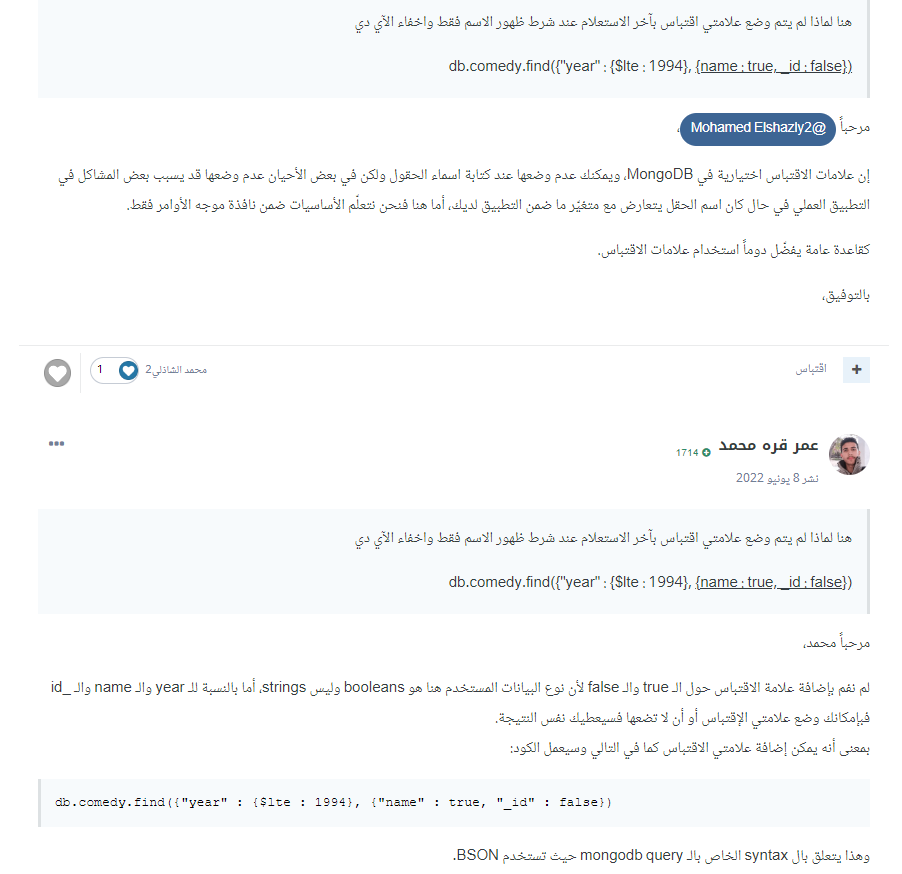 هنا لماذا لم يتم وضع علامتي اقتباس بآخر الاستعلام عند شرط ظهور الاسم فقط واخفاء الآي دي
db.comedy.find({"year" : {$lte : 1994}, {name : true, _id : false})
مرحباً @Mohamed Elshazly2،
إن علامات الاقتباس اختيارية في MongoDB، ويمكنك عدم وضعها عند كتابة اسماء الحقول ولكن في بعض الأحيان عدم وضعها قد يسبب بعض المشاكل في
التطبيق العملي في حال كان اسم الحقل يتعارض مع متغيّر ما ضمن التطبيق لديك، أما هنا فنحن نتعلّم الأساسيات ضمن نافذة موجه الأوامر فقط.
كقاعدة عامة يفضّل دوماً استخدام علامات الاقتباس.
بالتوفيق،
+ اقتباس
محمد الشاذلي2 1
عمر قره محمد 1714
نشر 8 يونيو 2022
هنا لماذا لم يتم وضع علامتي اقتباس بآخر الاستعلام عند شرط ظهور الاسم فقط واخفاء الآي دي
db.comedy.find({"year" : {$lte : 1994}, {name : true, _id : false})
مرحباً محمد،
لم نقم بإضافة علامة الاقتباس حول الـ true والـ false لأن نوع البيانات المستخدم هنا هو booleans وليس strings، أما بالنسبة للـ year والـ name والـ _id
فبإمكانك وضع علامتي الإقتباس أو أن لا تضعها فسيعطيك نفس النتيجة.
بمعنى أنه يمكن إضافة علامتي الاقتباس كما في التالي وسيعمل الكود:
db.comedy.find({"year" : {$lte : 1994}, {"name" : true, "_id" : false})
وهذا يتعلق بال syntax الخاص بالـ mongodb query حيث تستخدم BSON.